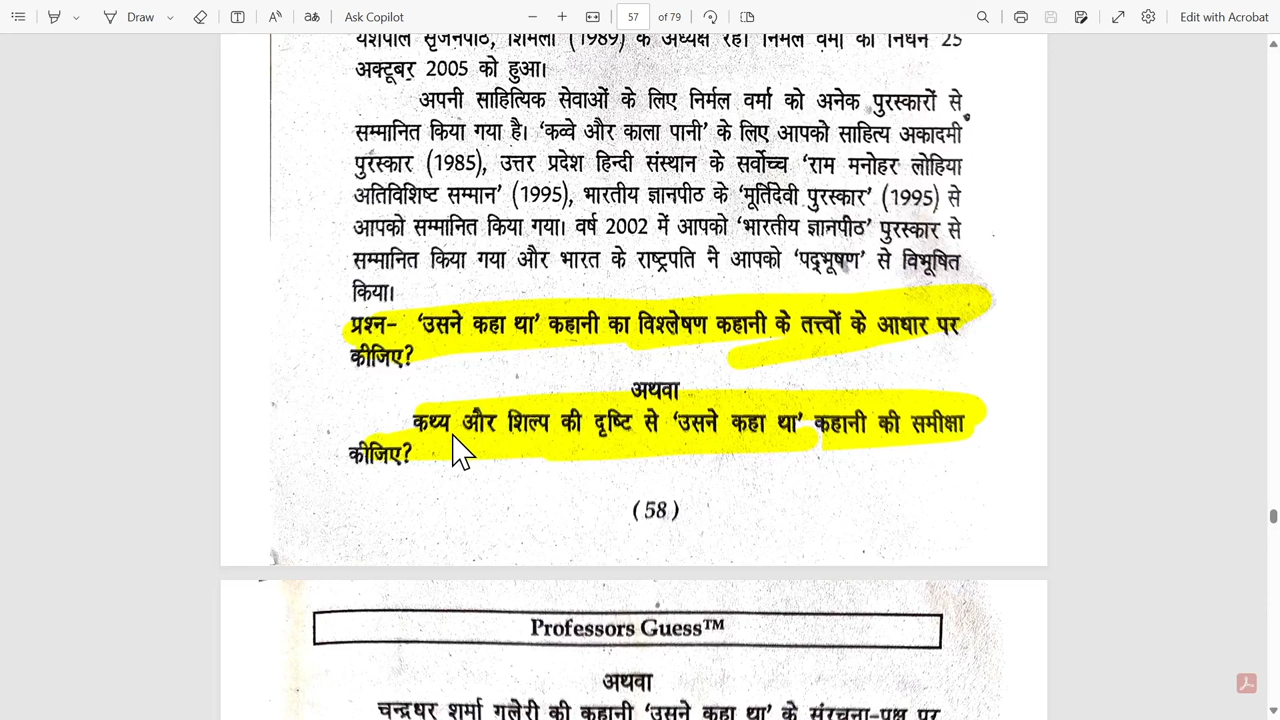 Draw
Ask Copilot
57 of 79
Edit with Acrobat
यशपाल सृजनपीठ, शिमला (1989) के अध्यक्ष रहे। निर्मल वर्मा का निधन 25
अक्टूबर 2005 को हुआ।
अपनी साहित्यिक सेवाओं के लिए निर्मल वर्मा को अनेक पुरस्कारों से
सम्मानित किया गया है। ‘कव्वे और काला पानी’ के लिए आपको साहित्य अकादमी
पुरस्कार (1985), उत्तर प्रदेश हिन्दी संस्थान के सर्वोच्च ‘राम मनोहर लोहिया
अतिविशिष्ट सम्मान’ (1995), भारतीय ज्ञानपीठ के ‘मूर्तिदेवी पुरस्कार’ (1995) से
आपको सम्मानित किया गया। वर्ष 2002 में आपको ‘भारतीय ज्ञानपीठ’ पुरस्कार से
सम्मानित किया गया और भारत के राष्ट्रपति ने आपको ‘पद्भूषण’ से विभूषित
किया।
प्रश्न- ‘उसने कहा था’ कहानी का विश्लेषण कहानी के तत्त्वों के आधार पर
कीजिए?
अथवा
कथ्य और शिल्प की दृष्टि से ‘उसने कहा था’ कहानी की समीक्षा
कीजिए?
(58)
Professors Guess™
अथवा
चन्द्रधर शर्मा गुलेरी की कहानी ‘उसने कहा था’ के संरचना-पक्ष पर